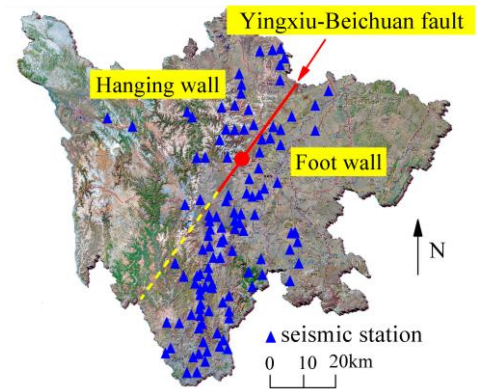 Yingxiu-Beichuan fault
Hanging wall
Foot wall
N
seismic station
0 10 20km